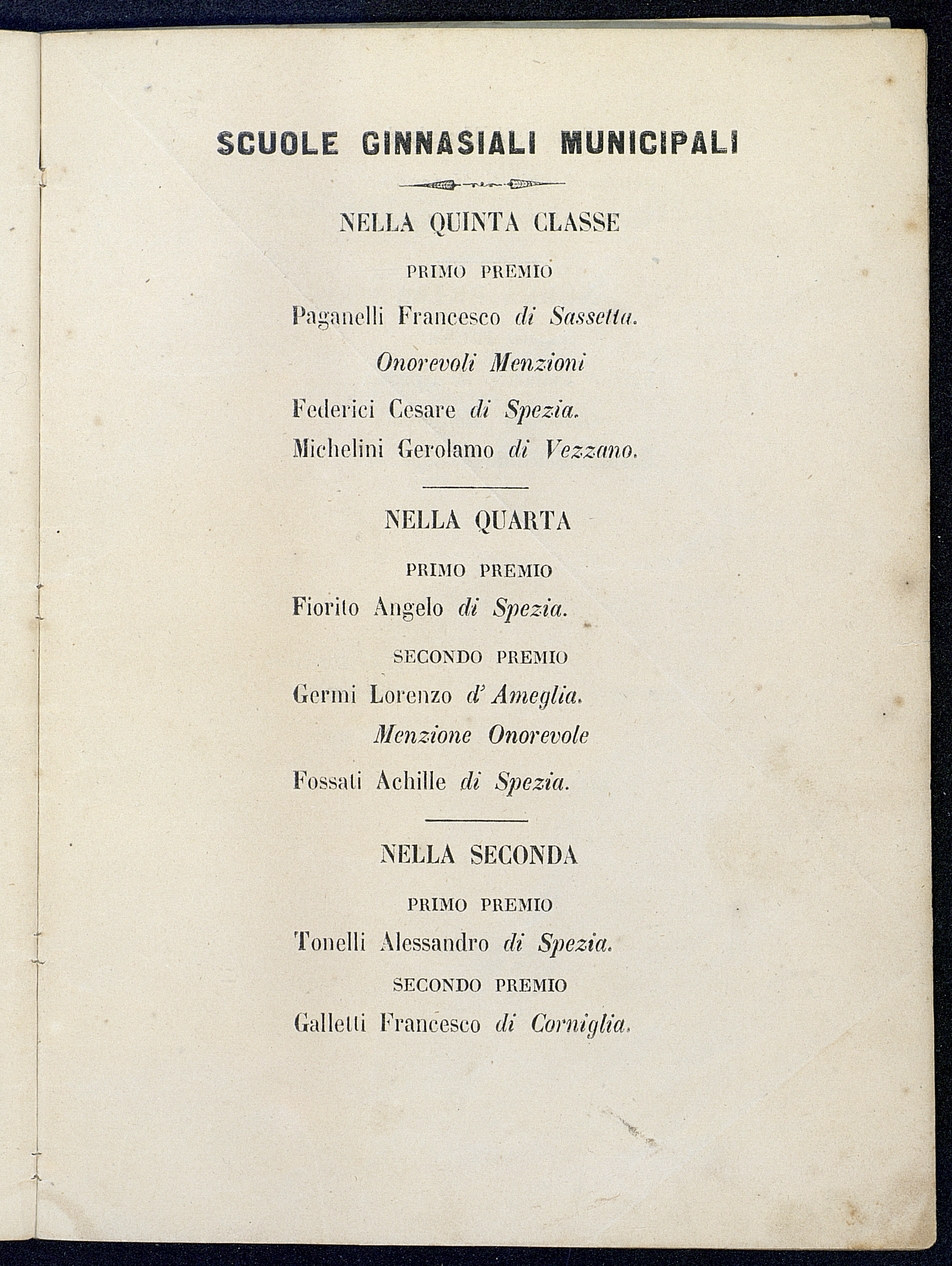 SCUOLE GINNASIALI MUNICIPALI
NELLA QUINTA CLASSE
PRIMO PREMIO
Paganelli Francesco di Sassetta.
Onorevoli Menzioni
Federici Cesare di Spezia.
Michelini Gerolamo di Vezzano.
NELLA QUARTA
PRIMO PREMIO
Fiorito Angelo di Spezia.
SECONDO PREMIO
Germi Lorenzo d' Ameglia.
Menzione Onorevole
Fossati Achille di Spezia.
NELLA SECONDA
PRIMO PREMIO
Tonelli Alessandro di Spezia.
SECONDO PREMIO
Galletti Francesco di Corniglia.